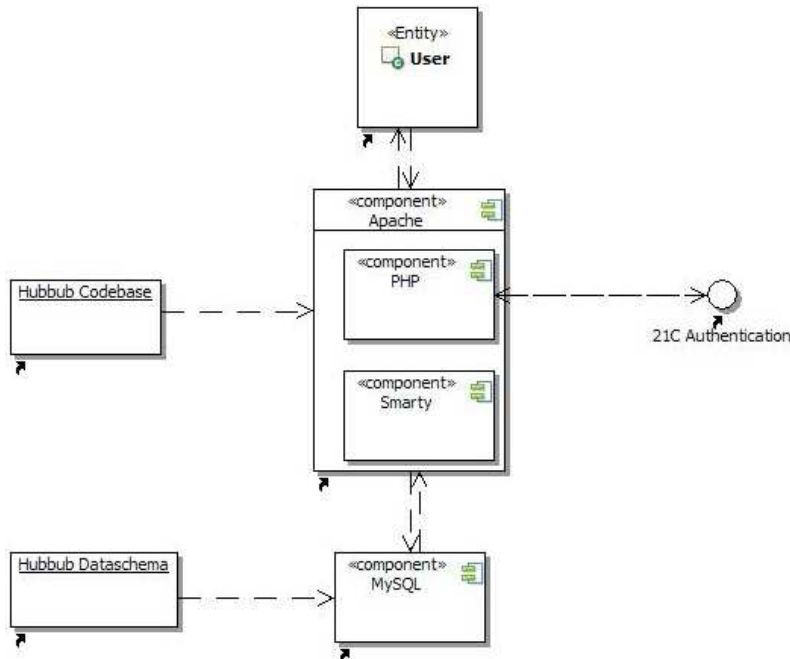 «Entity»
User
«component»
Apache
«component»
PHP
Hubbub Codebase
21C Authentication
«component»
Smarty
Hubbub Dataschema
«component»
MySQL